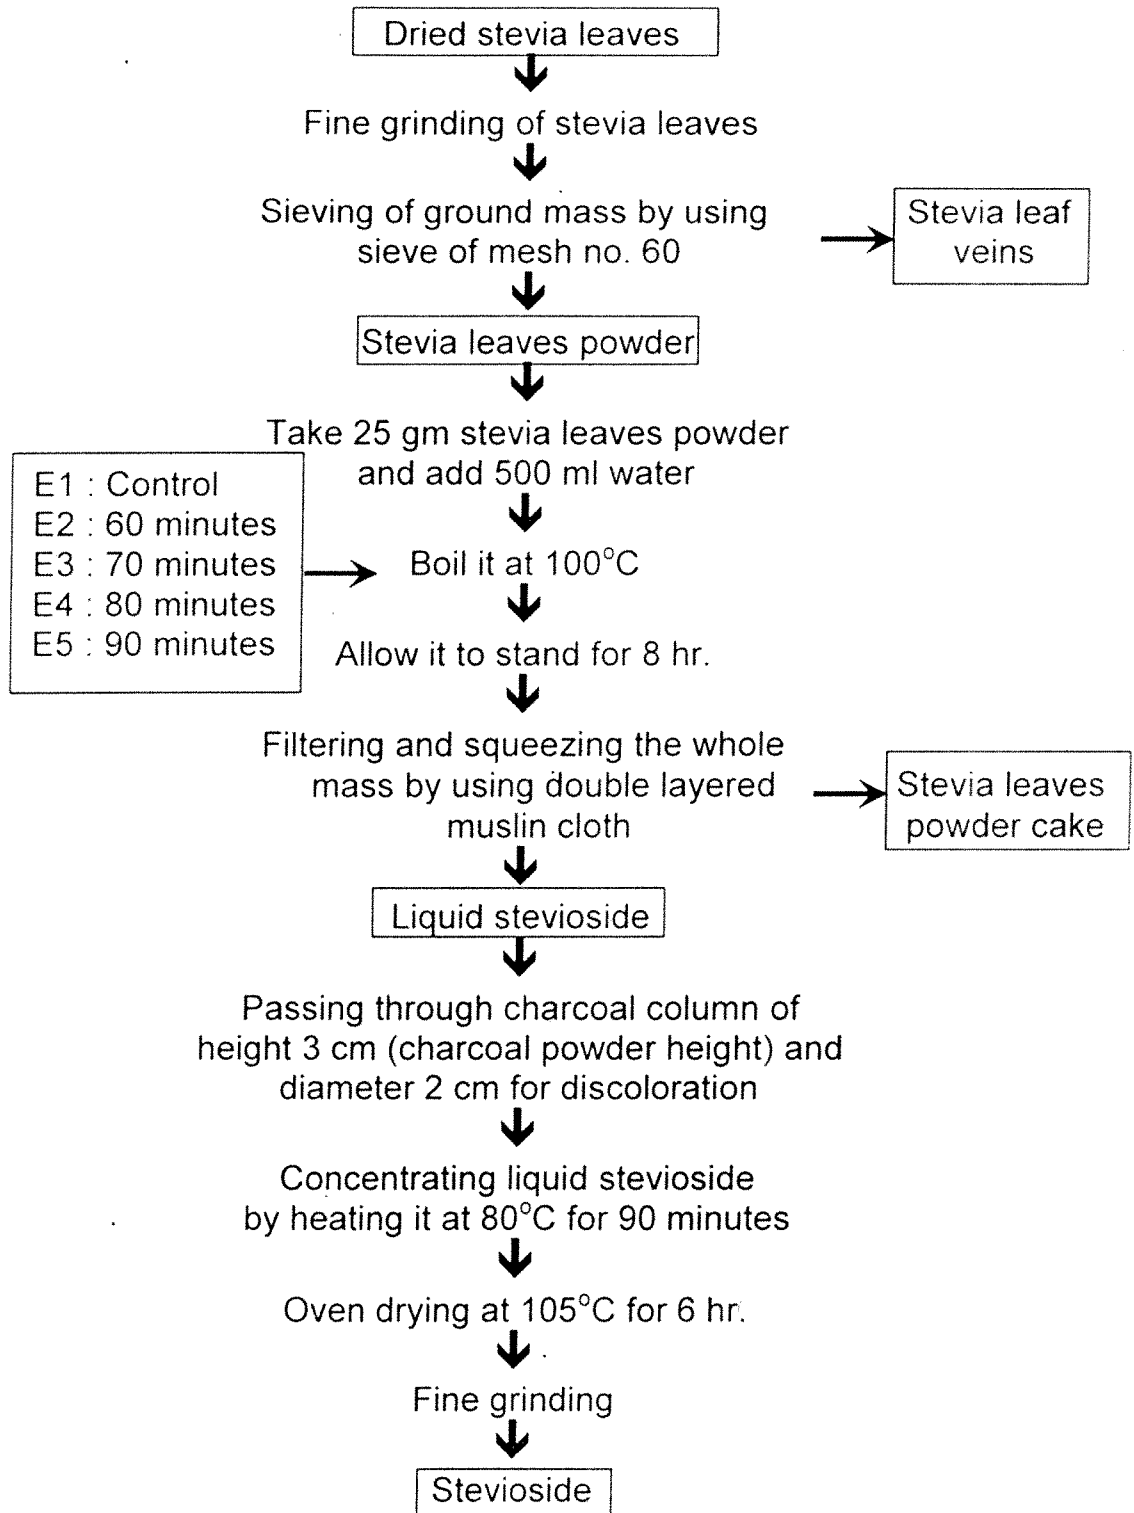 Dried stevia leaves
Fine grinding of stevia leaves
Sieving of ground mass by using
sieve of mesh no. 60
Stevia leaf
veins
Stevia leaves powder
Take 25 gm stevia leaves powder
and add 500 ml water
E1 : Control
E2 : 60 minutes
E3 : 70 minutes
E4 : 80 minutes
E5 : 90 minutes
Boil it at 100°C
Allow it to stand for 8 hr.
Filtering and squeezing the whole
mass by using double layered
muslin cloth
Stevia leaves
powder cake
Liquid stevioside
Passing through charcoal column of
height 3 cm (charcoal powder height) and
diameter 2 cm for discoloration
Concentrating liquid stevioside
by heating it at 80°C for 90 minutes
Oven drying at 105°C for 6 hr.
Fine grinding
Stevioside